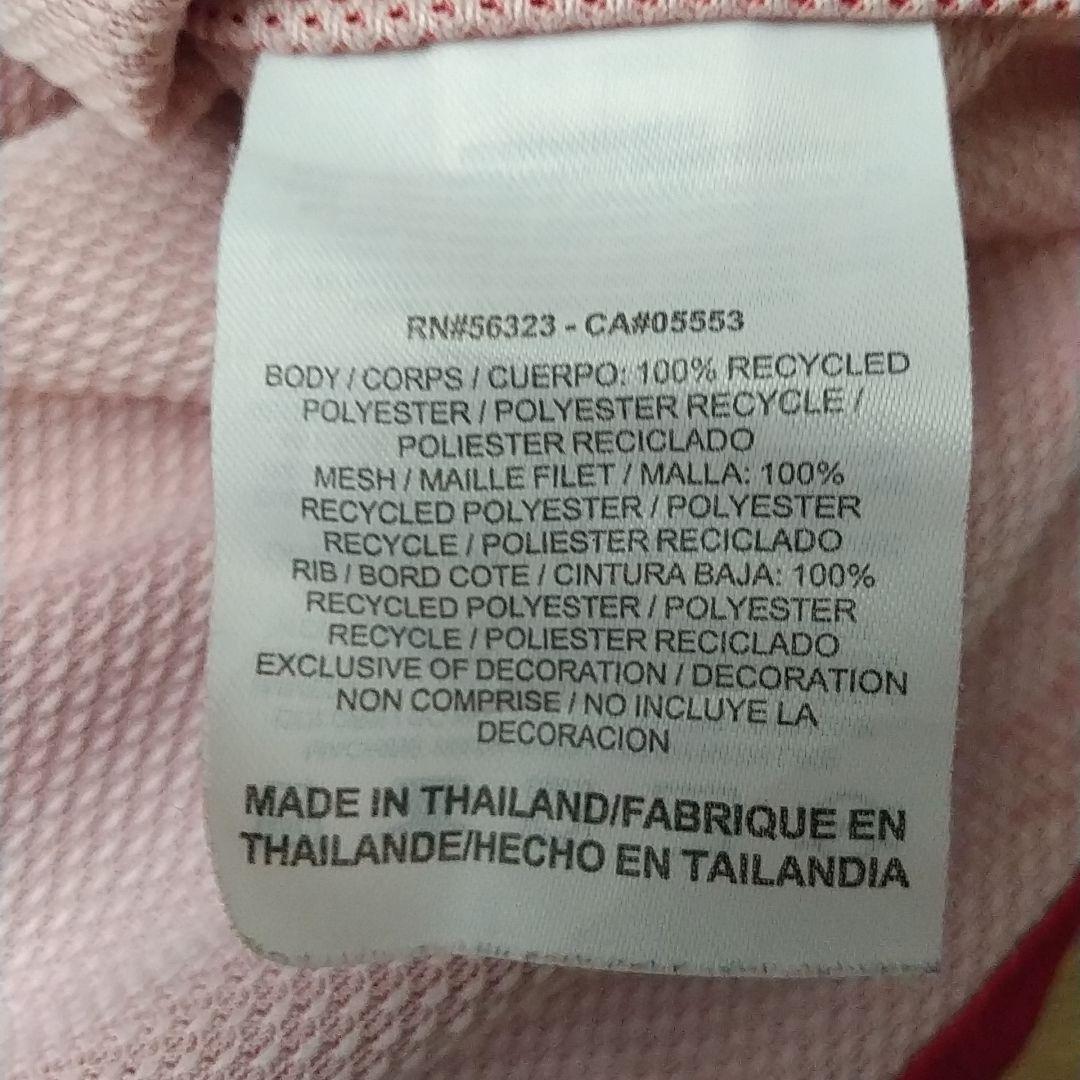 RN#56323 - CA#05553
BODY / CORPS / CUERPO: 100% RECYCLED
POLYESTER / POLYESTER RECYCLE /
POLIESTER RECICLADO
MESH / MAILLE FILET / MALLA: 100%
RECYCLED POLYESTER / POLYESTER
RECYCLE / POLIESTER RECICLADO
RIB / BORD COTE / CINTURA BAJA: 100%
RECYCLED POLYESTER / POLYESTER
RECYCLE / POLIESTER RECICLADO
EXCLUSIVE OF DECORATION / DECORATION
NON COMPRISE / NO INCLUYE LA
DECORACION
MADE IN THAILAND/FABRIQUE EN
THAILANDE/HECHO EN TAILANDIA